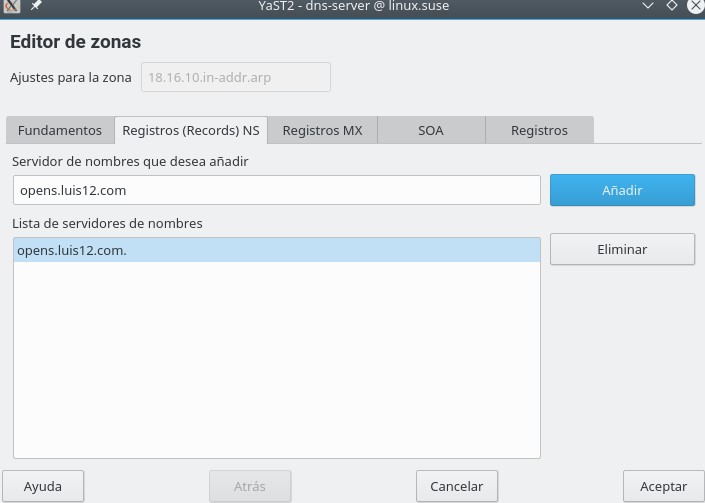 YaST2 - dns-server @ linux.suse
Editor de zonas
Ajustes para la zona 18.16.10.in-addr.arp
Fundamentos Registros (Records) NS Registros MX SOA Registros
Servidor de nombres que desea añadir
opens.luis12.com Añadir
Lista de servidores de nombres
opens.luis12.com. Eliminar
Ayuda Atrás Cancelar Aceptar